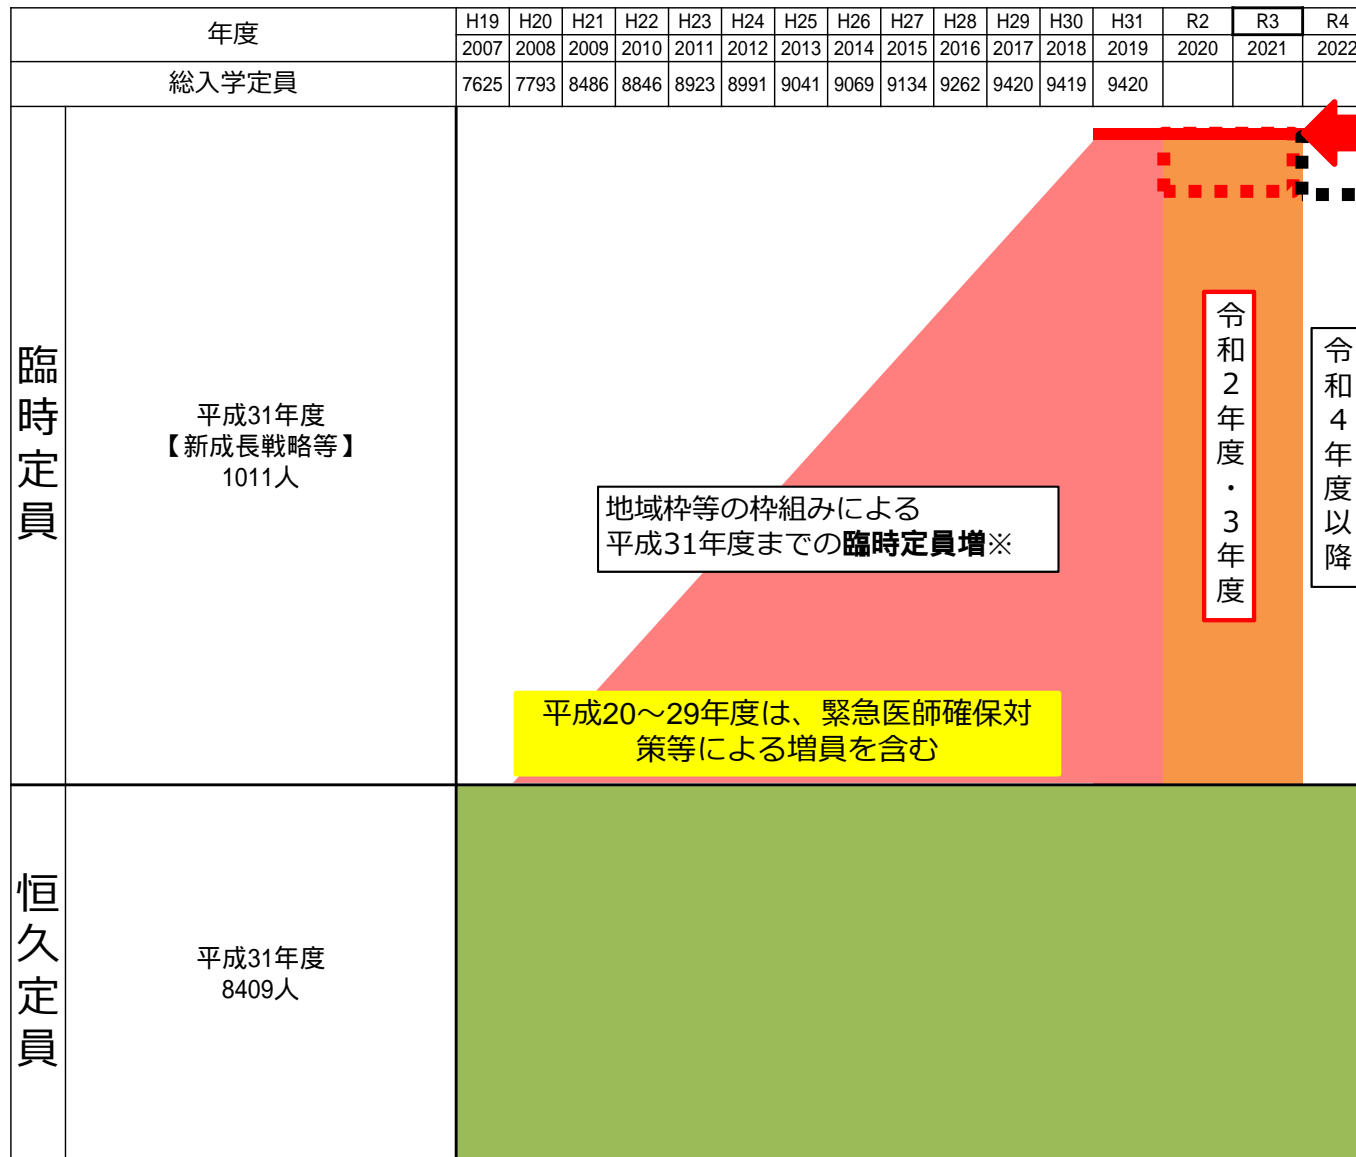 年度 H19 H20 H21 H22 H23 H24 H25 H26 H27 H28 H29 H30 H31 R2 R3 R4
2007 2008 2009 2010 2011 2012 2013 2014 2015 2016 2017 2018 2019 2020 2021 2022
総入学定員 7625 7793 8486 8846 8923 8991 9041 9069 9134 9262 9420 9419 9420
臨時定員
平成31年度
【新成長戦略等】
1011人
地域枠等の枠組みによる
平成31年度までの臨時定員増※
平成20～29年度は、緊急医師確保対
策等による増員を含む
令和2年度・3年度
令和4年度以降
恒久定員
平成31年度
8409人